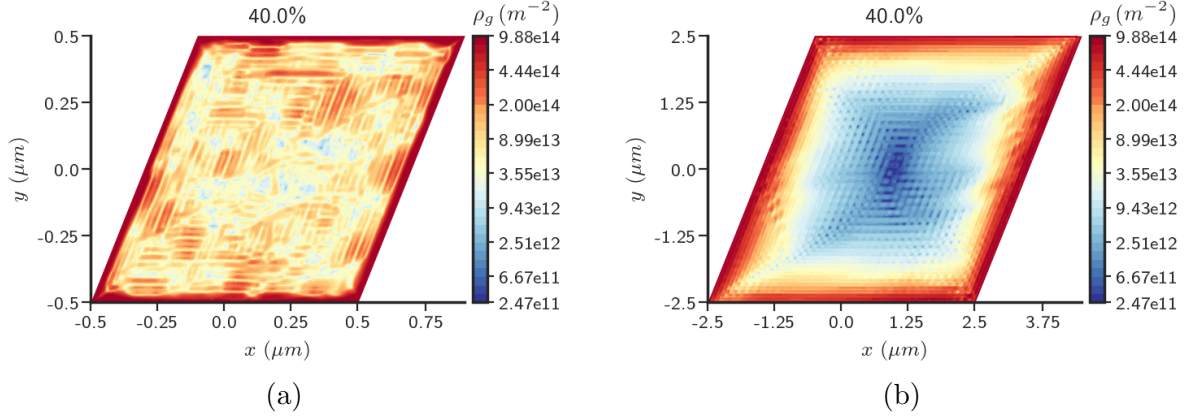 40.0%
ρ_g (m⁻²)
0.5
0.25
0.0
-0.25
-0.5
y (μm)
-0.5
-0.25
0.0
0.25
0.5
0.75
x (μm)
9.88e14
4.44e14
2.00e14
8.99e13
3.55e13
9.43e12
2.51e12
6.67e11
2.47e11
(a)
40.0%
ρ_g (m⁻²)
2.5
1.25
0.0
-1.25
-2.5
y (μm)
-2.5
-1.25
0.0
1.25
2.5
3.75
x (μm)
9.88e14
4.44e14
2.00e14
8.99e13
3.55e13
9.43e12
2.51e12
6.67e11
2.47e11
(b)